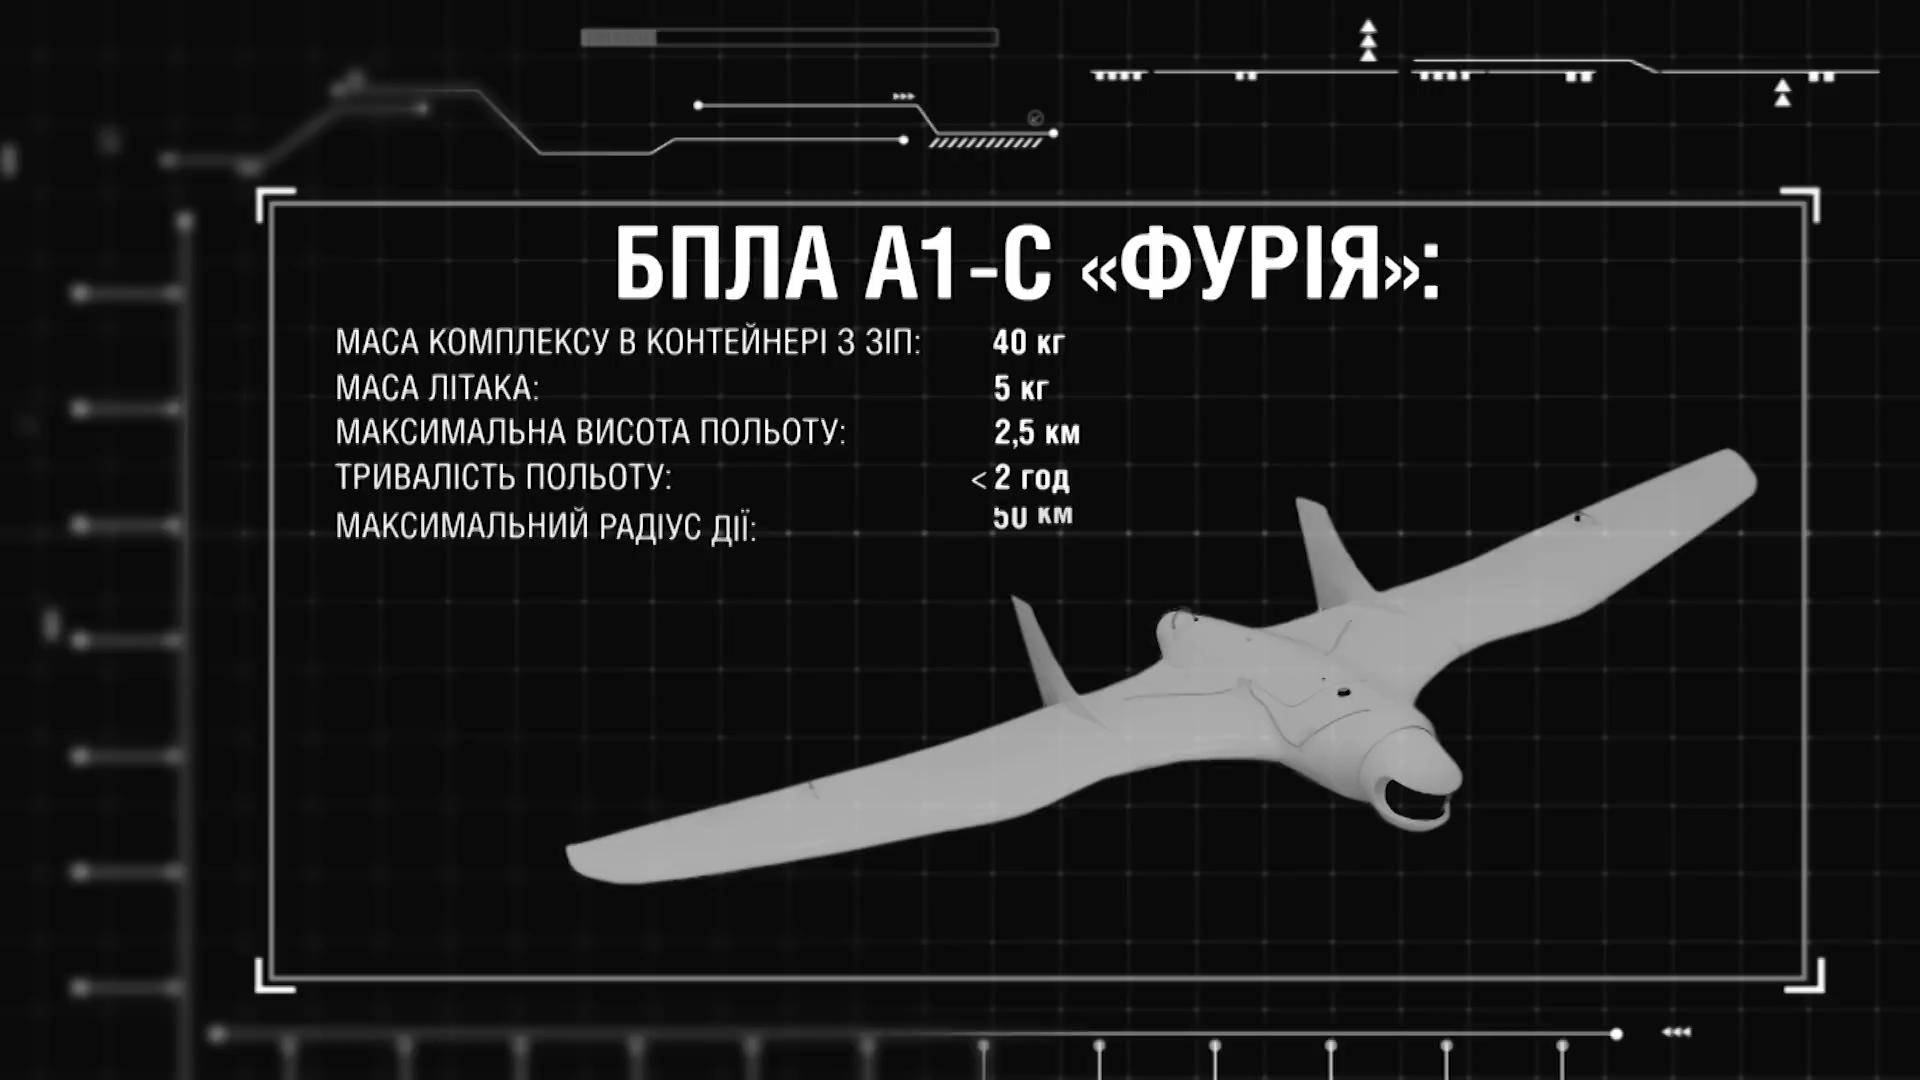 БПЛА А1-С «ФУРІЯ»:
МАСА КОМПЛЕКСУ В КОНТЕЙНЕРІ З ЗІП: 40 кг
МАСА ЛІТАКА: 5 кг
МАКСИМАЛЬНА ВИСОТА ПОЛЬОТУ: 2,5 км
ТРИВАЛІСТЬ ПОЛЬОТУ: < 2 год
МАКСИМАЛЬНИЙ РАДІУС ДІЇ: 50 км